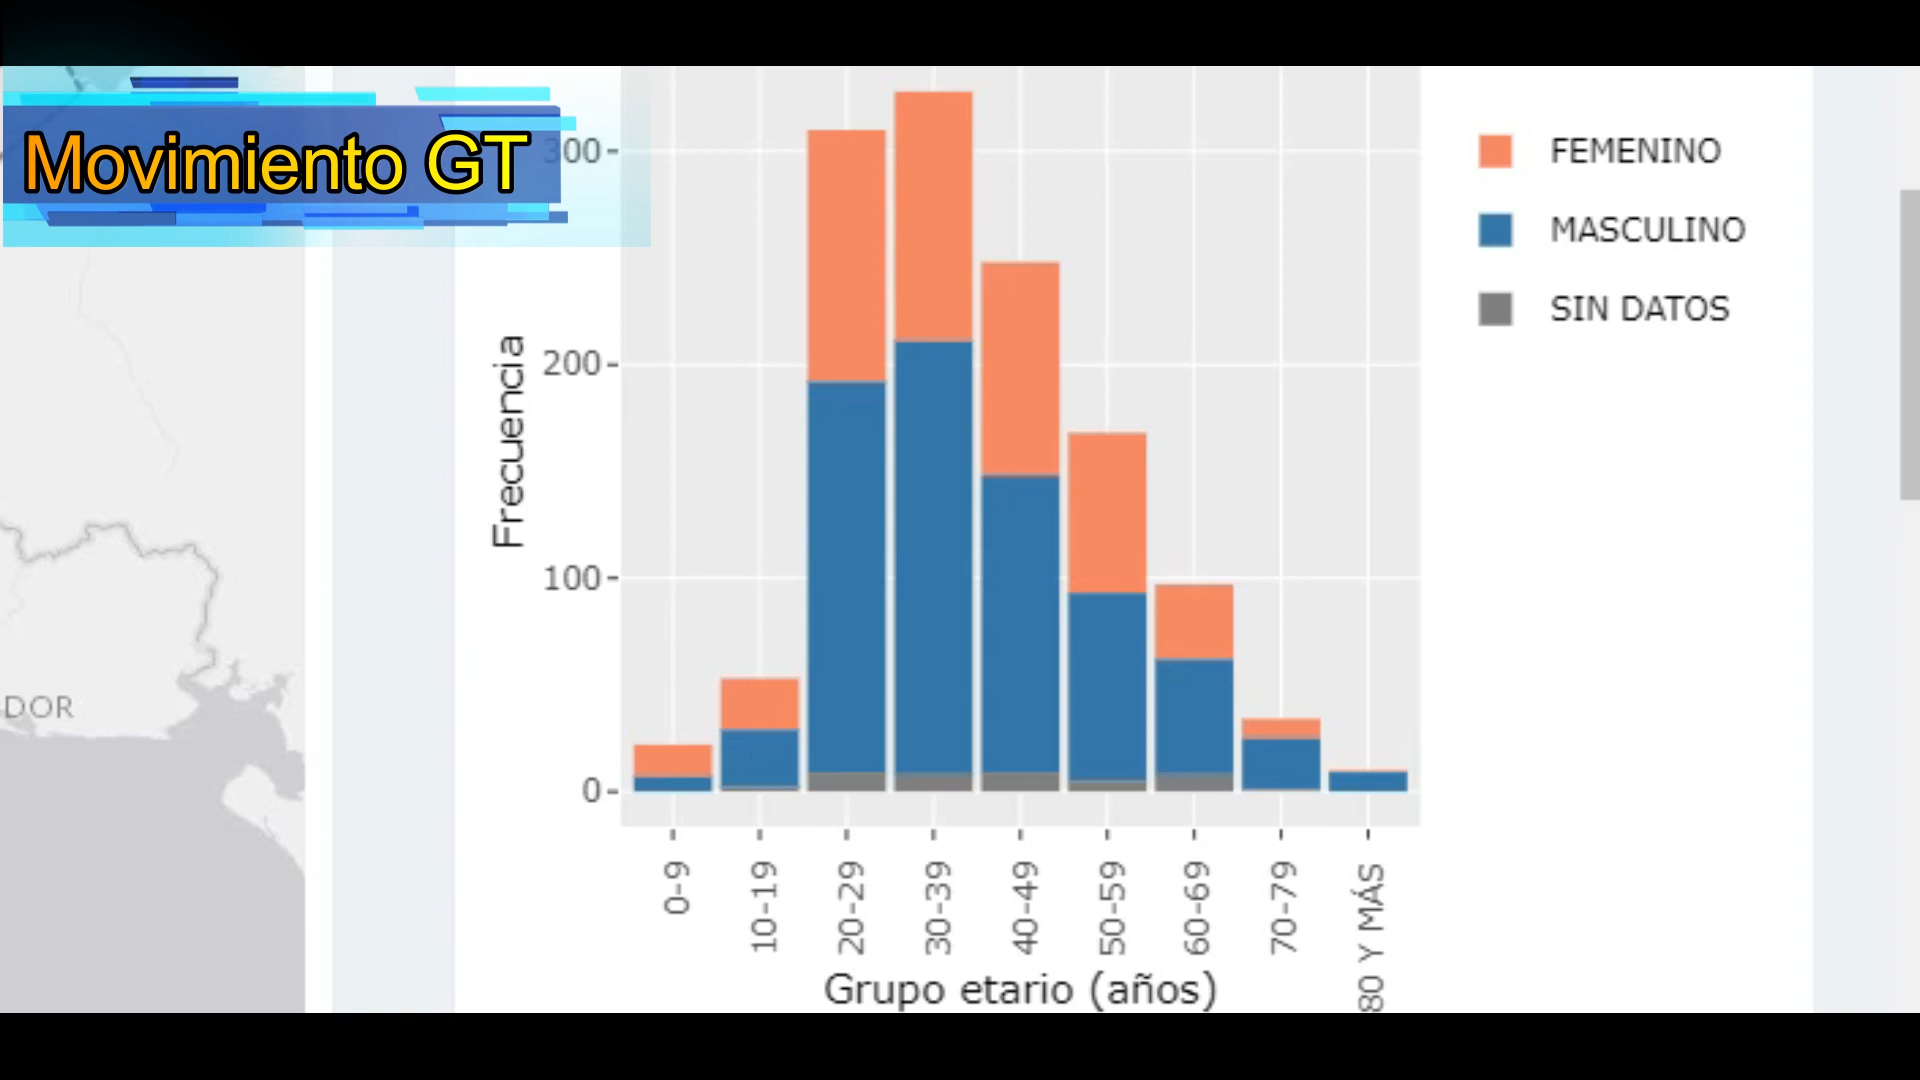 Movimiento GT
300
200
100
0
Frecuencia
0-9
10-19
20-29
30-39
40-49
50-59
60-69
70-79
80 Y MÁS
Grupo etario (años)
FEMENINO
MASCULINO
SIN DATOS
DOR